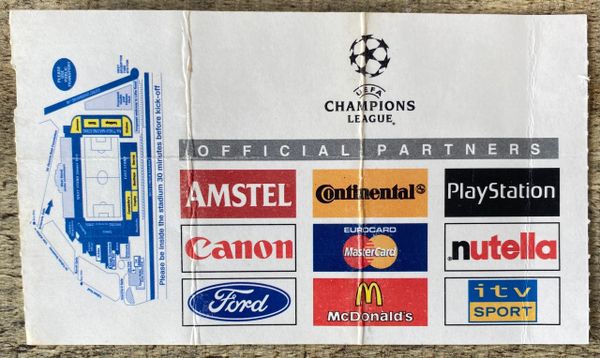 UEFA
CHAMPIONS
LEAGUE
OFFICIAL PARTNERS
AMSTEL
Continental
PlayStation
Canon
EUROCARD
MasterCard
nutella
Ford
McDonald's
itv
SPORT
Please be inside the stadium 30 minutes before kick-off